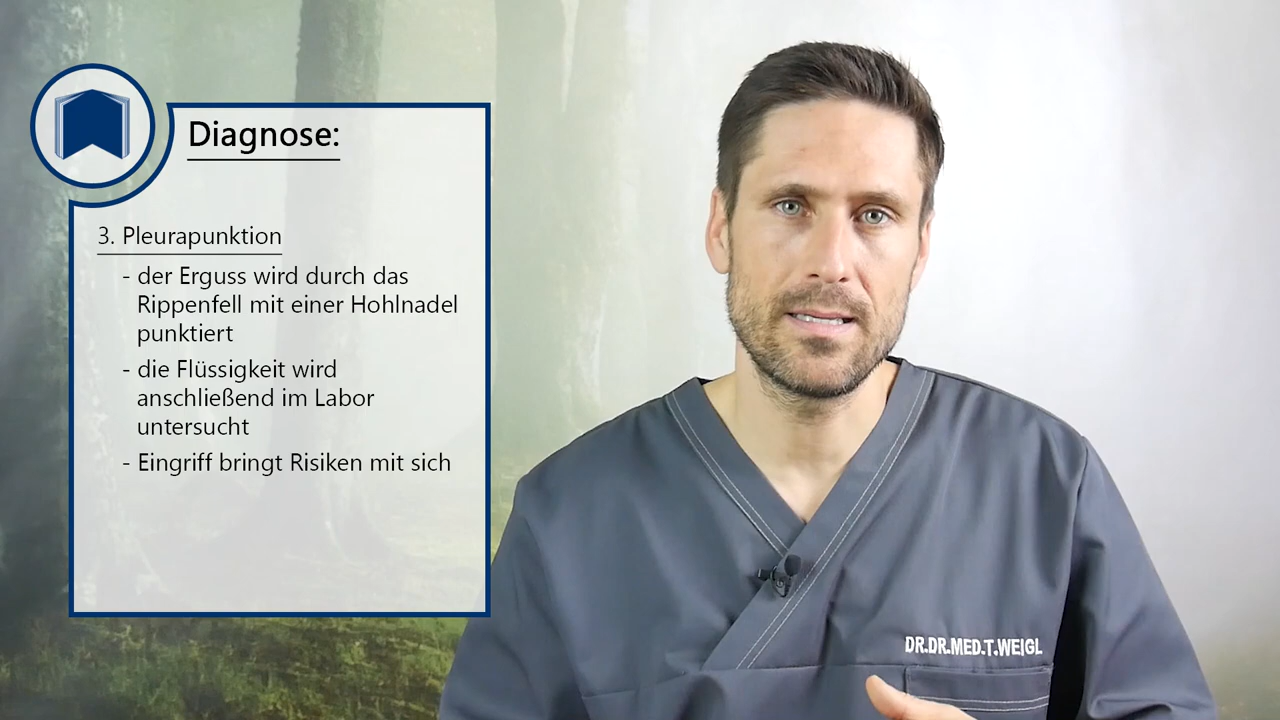 Diagnose:
3. Pleurapunktion
- der Erguss wird durch das
Rippenfell mit einer Hohlnadel
punktiert
- die Flüssigkeit wird
anschließend im Labor
untersucht
- Eingriff bringt Risiken mit sich
DR.DR.MED.T.WEIGL